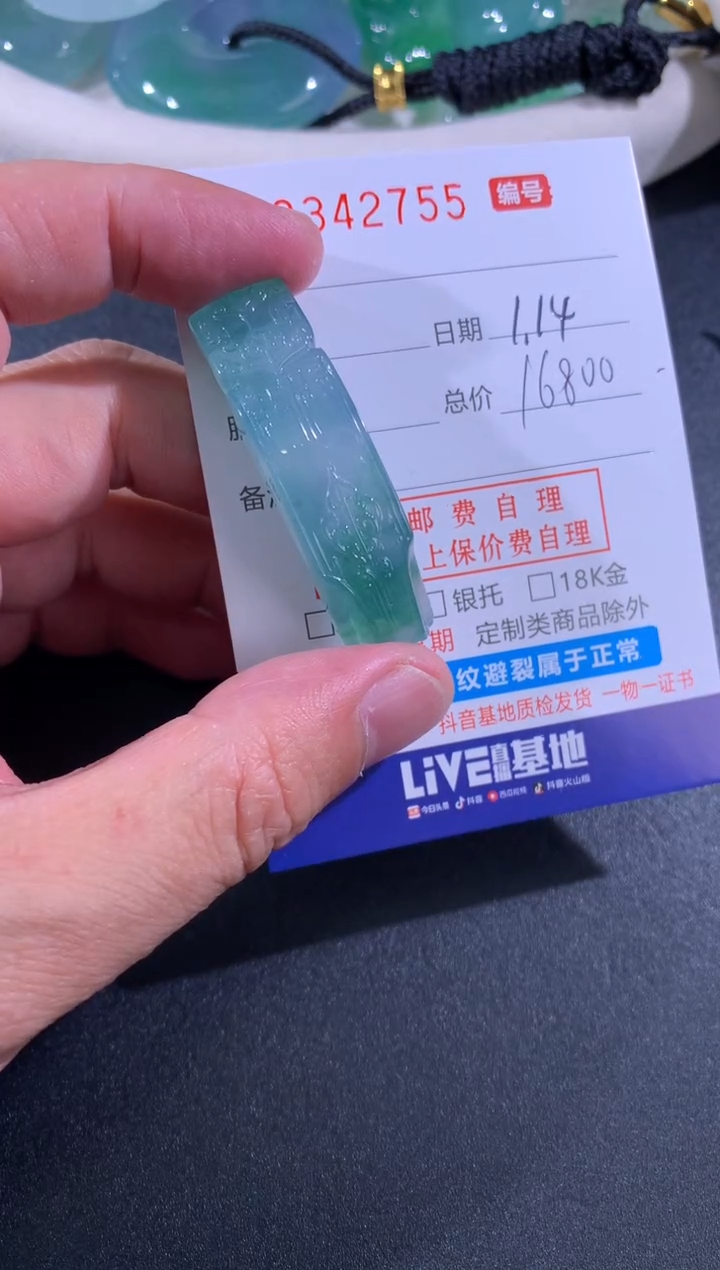 342755 编号
日期 1.14
总价 16800
备注
邮费自理
上保价费自理
银托 18K金
期 定制类商品除外
纹避裂属于正常
抖音基地质检发货 一物一证书
LIVE直播基地
今日头条 抖音 西瓜视频 抖音火山版